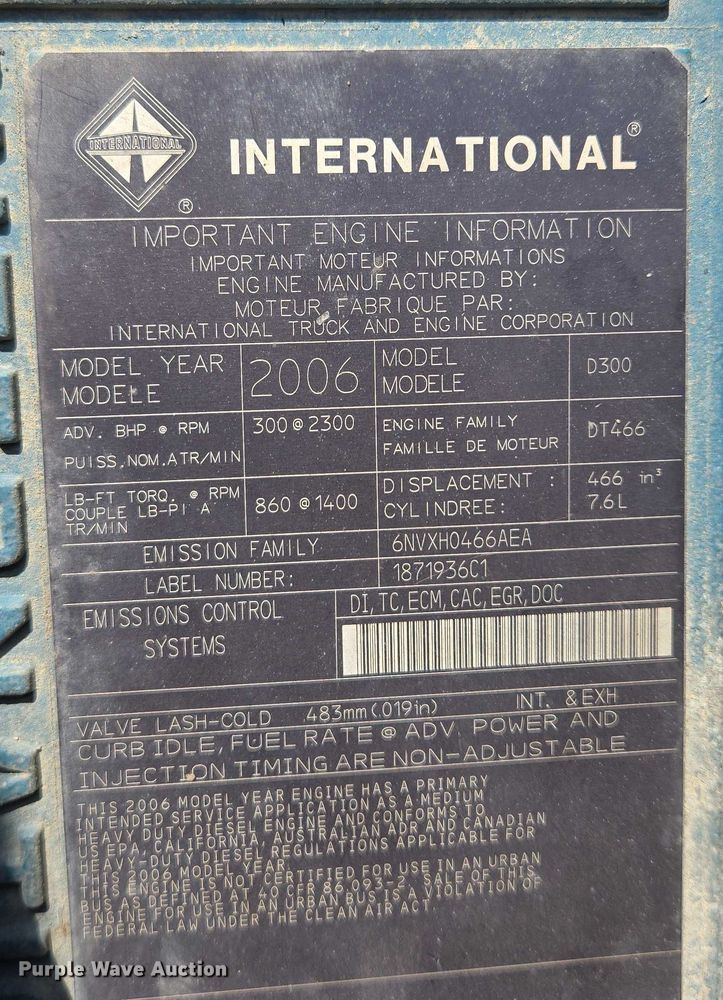 INTERNATIONAL
®
INTERNATIONAL®
IMPORTANT ENGINE INFORMATION
IMPORTANT MOTEUR INFORMATIONS
ENGINE MANUFACTURED BY:
MOTEUR FABRIQUE PAR:
INTERNATIONAL TRUCK AND ENGINE CORPORATION
MODEL YEAR
MODELE
2006
MODEL
MODELE
D300
ADV. BHP @ RPM
PUISS.NOM.ATR/MIN
300 @ 2300
ENGINE FAMILY
FAMILLE DE MOTEUR
DT466
LB-FT TORQ. @ RPM
COUPLE LB-PI A
TR/MIN
860 @ 1400
DISPLACEMENT :
CYLINDREE:
466 in³
7.6L
EMISSION FAMILY
6NVXH0466AEA
LABEL NUMBER:
1871936C1
EMISSIONS CONTROL
SYSTEMS
DI, TC, ECM, CAC, EGR, DOC
VALVE LASH-COLD .483mm (.019in) INT. & EXH
CURB IDLE, FUEL RATE @ ADV. POWER AND
INJECTION TIMING ARE NON-ADJUSTABLE
THIS 2006 MODEL YEAR ENGINE HAS A PRIMARY
INTENDED SERVICE APPLICATION AS A MEDIUM
HEAVY DUTY DIESEL ENGINE AND CONFORMS TO
US EPA, CALIFORNIA, AUSTRALIAN ADR AND CANADIAN
HEAVY-DUTY DIESEL REGULATIONS APPLICABLE FOR
THIS 2006 MODEL YEAR.
THIS ENGINE IS NOT CERTIFIED FOR USE IN AN URBAN
BUS AS DEFINED AT 40 CFR 86.093-2. SALE OF THIS
ENGINE FOR USE IN AN URBAN BUS IS A VIOLATION OF
FEDERAL LAW UNDER THE CLEAN AIR ACT.
Purple Wave Auction